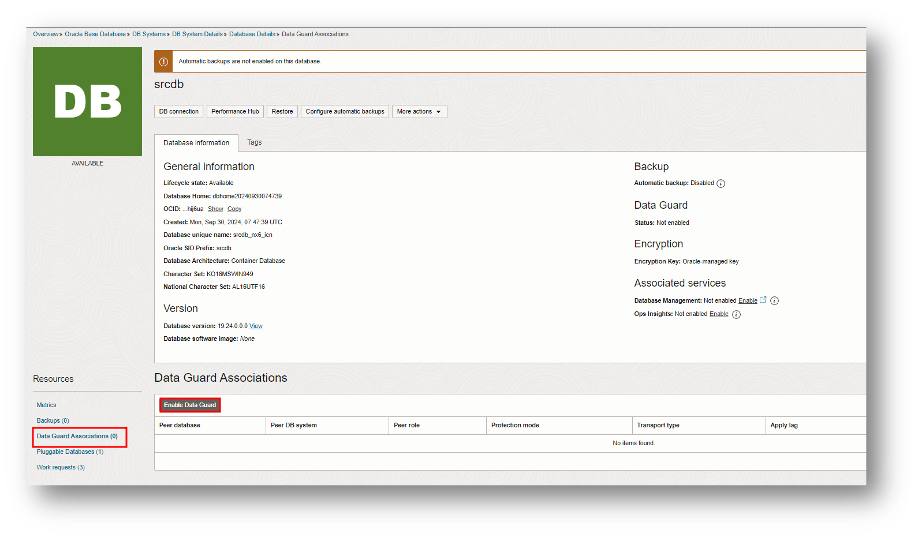 Overview » Oracle Base Database » DB Systems » DB System Details » Database Details » Data Guard Associations
DB
AVAILABLE
Automatic backups are not enabled on this database.
srcdb
DB connection Performance Hub Restore Configure automatic backups More actions
Database information Tags
General information
Lifecycle state: Available
Database Home: dbhome20240930074739
OCID: ...hij6ua Show Copy
Created: Mon, Sep 30, 2024, 07:47:39 UTC
Database unique name: srcdb_nx6_icn
Oracle SID Prefix: srcdb
Database Architecture: Container Database
Character Set: KO16MSWIN949
National Character Set: AL16UTF16
Version
Database version: 19.24.0.0.0 View
Database software image: None
Backup
Automatic backup: Disabled
Data Guard
Status: Not enabled
Encryption
Encryption Key: Oracle-managed key
Associated services
Database Management: Not enabled Enable
Ops Insights: Not enabled Enable
Resources
Metrics
Backups (0)
Data Guard Associations (0)
Pluggable Databases (1)
Work requests (3)
Data Guard Associations
Enable Data Guard
Peer database Peer DB system Peer role Protection mode Transport type Apply lag
No items found.